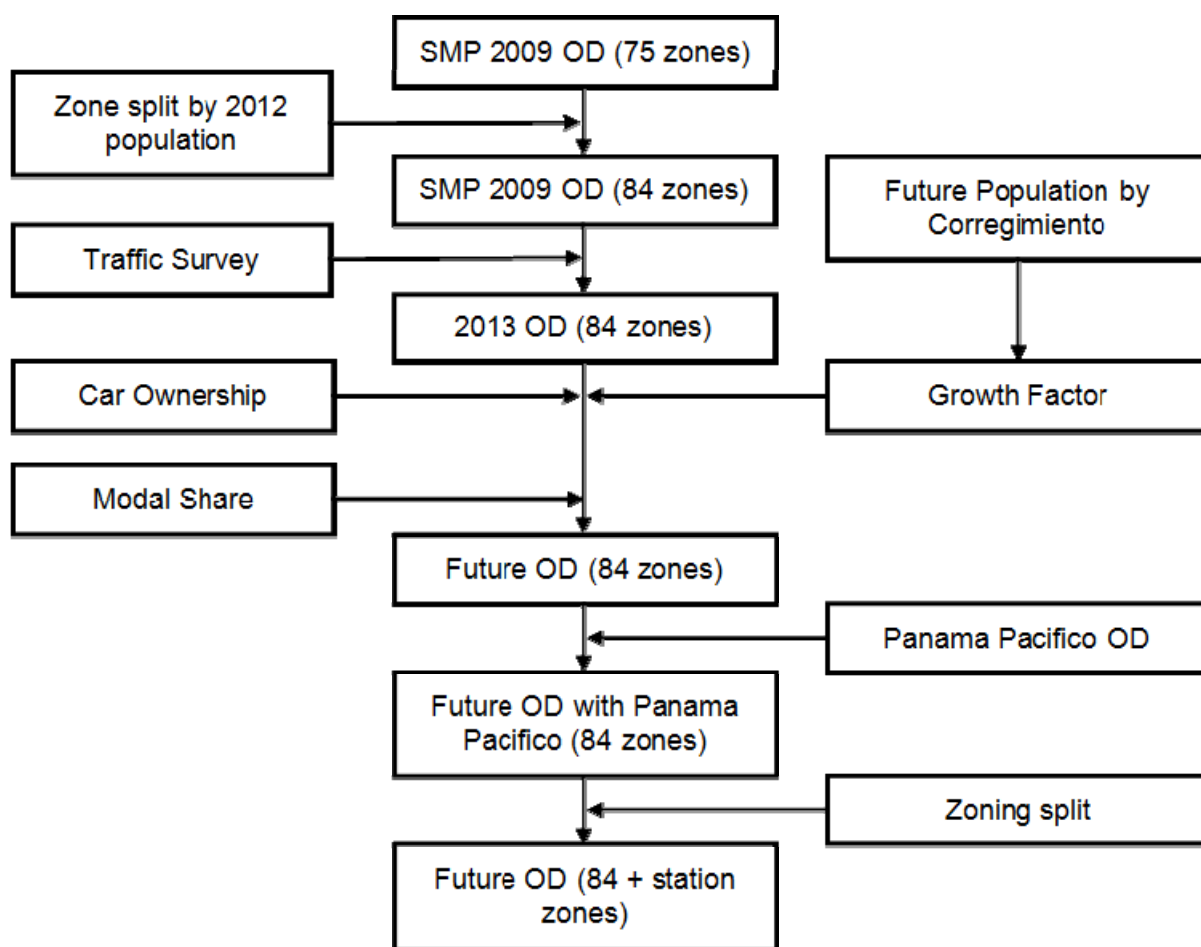 SMP 2009 OD (75 zones)
Zone split by 2012
population
SMP 2009 OD (84 zones)
Future Population by
Corregimiento
Traffic Survey
2013 OD (84 zones)
Car Ownership
Growth Factor
Modal Share
Future OD (84 zones)
Panama Pacifico OD
Future OD with Panama
Pacifico (84 zones)
Zoning split
Future OD (84 + station
zones)